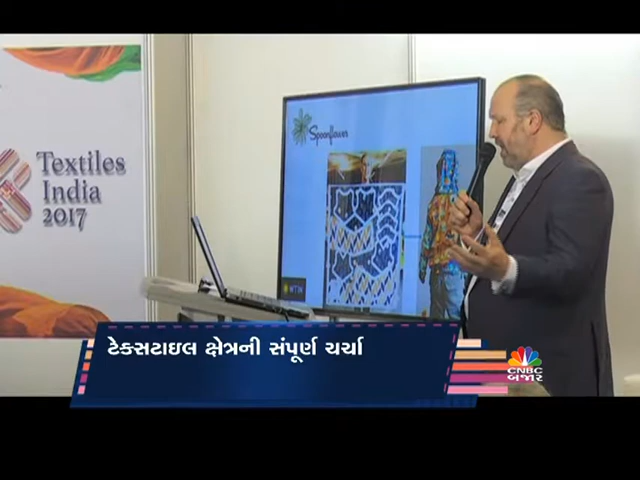 Spoonflower
Textiles
India
2017
ટેક્સટાઇલ ક્ષેત્રની સંપૂર્ણ ચર્ચા
CNBC
બજાર